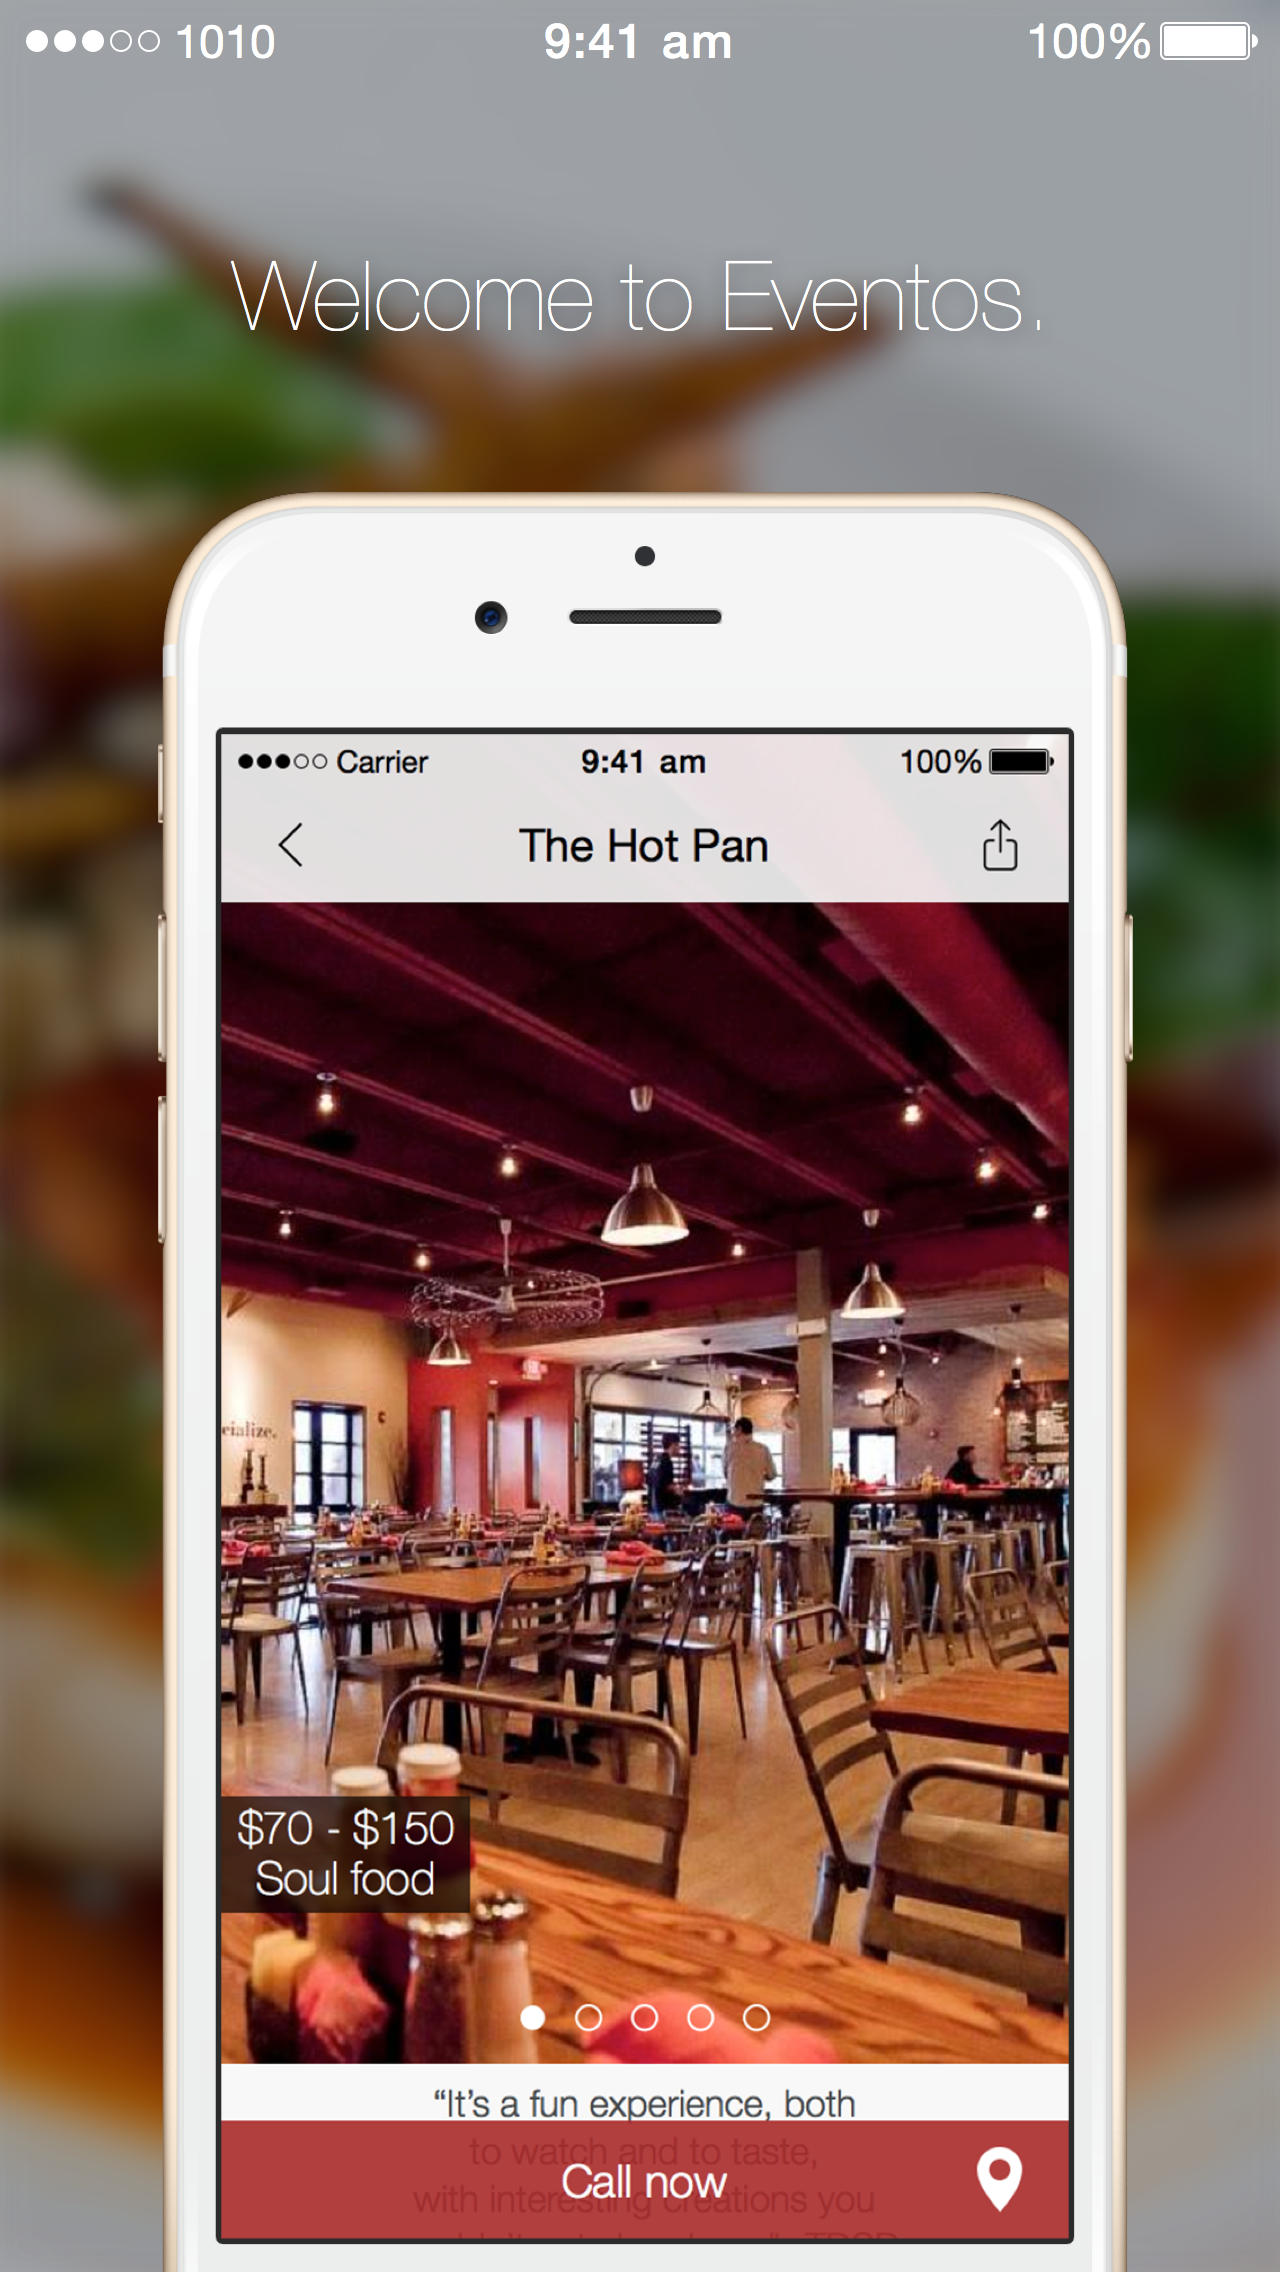 1010 9:41 am 100%
Welcome to Eventos.
Carrier 9:41 am 100%
The Hot Pan
ecialize.
$70 - $150
Soul food
“It’s a fun experience, both
to watch and to taste,
Call now
with interesting creations you